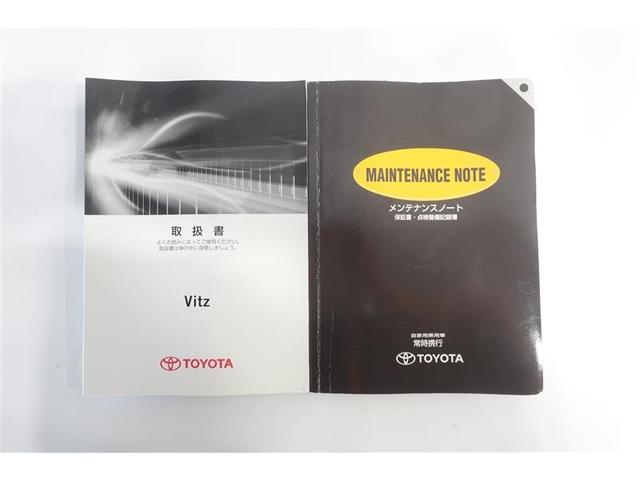 取扱書
よくお読みになってご使用ください。
取扱書は車の中に保管しましょう。
Vitz
TOYOTA
MAINTENANCE NOTE
メンテナンスノート
保証書・点検整備記録簿
自家用乗用車
常時携行
TOYOTA